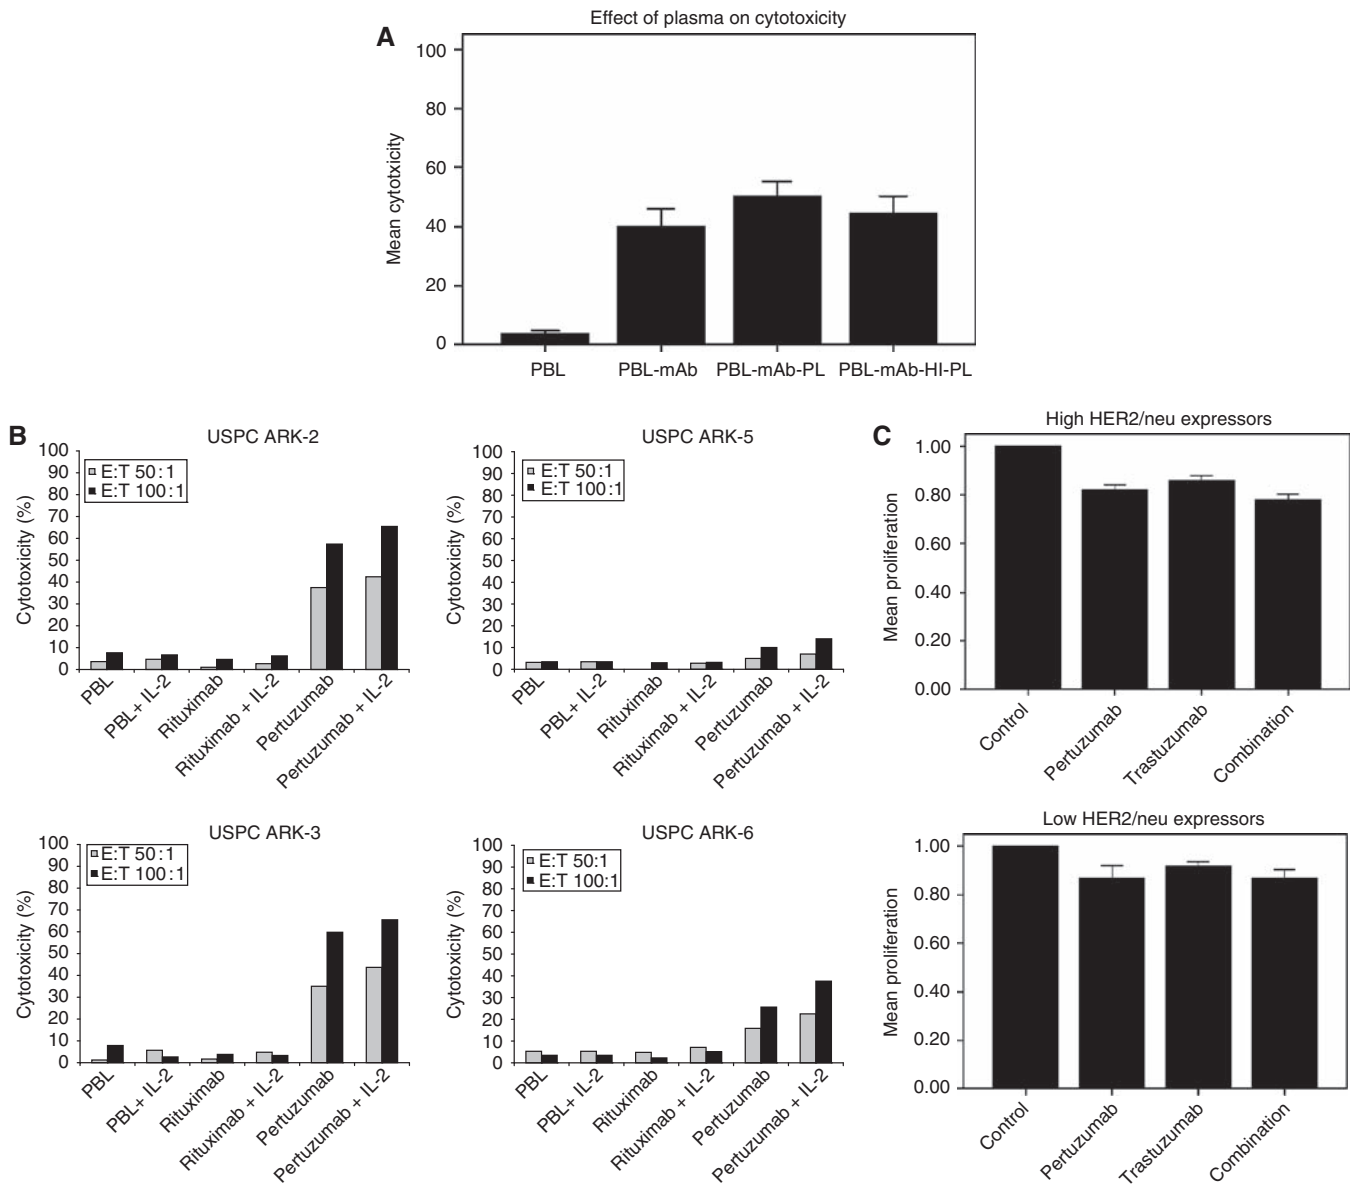 Effect of plasma on cytotoxicity
A
100
80
60
40
20
0
Mean cytotxicity
PBL PBL-mAb PBL-mAb-PL PBL-mAb-HI-PL
B
USPC ARK-2
100
90
80
70
60
50
40
30
20
10
0
Cytotoxicity (%)
E:T 50:1
E:T 100:1
PBL
PBL+ IL-2
Rituximab
Rituximab + IL-2
Pertuzumab
Pertuzumab + IL-2
USPC ARK-5
100
90
80
70
60
50
40
30
20
10
0
Cytotoxicity (%)
E:T 50:1
E:T 100:1
PBL
PBL+ IL-2
Rituximab
Rituximab + IL-2
Pertuzumab
Pertuzumab + IL-2
USPC ARK-3
100
90
80
70
60
50
40
30
20
10
0
Cytotoxicity (%)
E:T 50:1
E:T 100:1
PBL
PBL+ IL-2
Rituximab
Rituximab + IL-2
Pertuzumab
Pertuzumab + IL-2
USPC ARK-6
100
90
80
70
60
50
40
30
20
10
0
Cytotoxicity (%)
E:T 50:1
E:T 100:1
PBL
PBL+ IL-2
Rituximab
Rituximab + IL-2
Pertuzumab
Pertuzumab + IL-2
C
High HER2/neu expressors
1.00
0.80
0.60
0.40
0.20
0.00
Mean proliferation
Control
Pertuzumab
Trastuzumab
Combination
Low HER2/neu expressors
1.00
0.80
0.60
0.40
0.20
0.00
Mean proliferation
Control
Pertuzumab
Trastuzumab
Combination